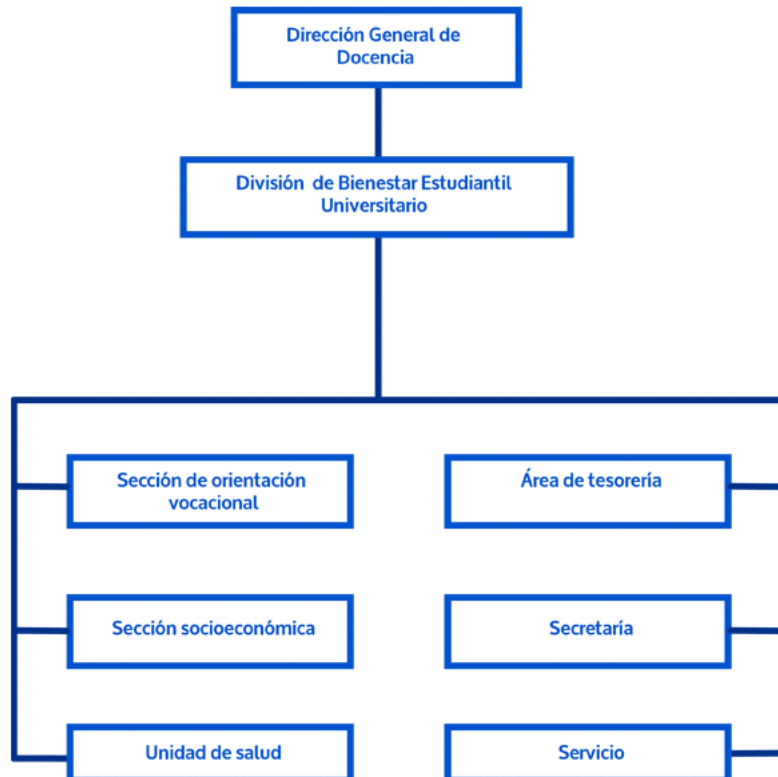 Dirección General de
Docencia
División de Bienestar Estudiantil
Universitario
Sección de orientación
vocacional
Área de tesorería
Sección socioeconómica
Secretaría
Unidad de salud
Servicio